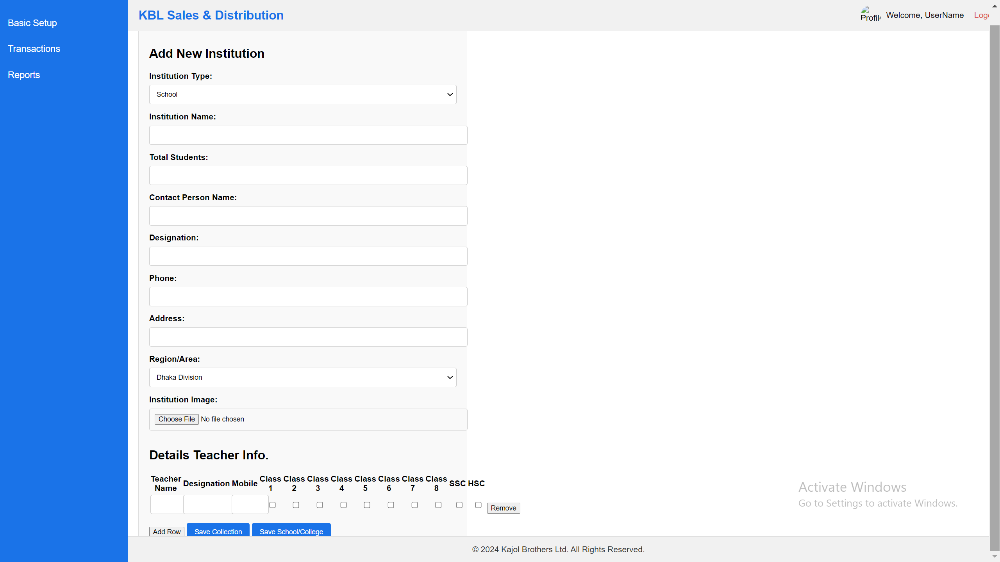 Basic Setup
Transactions
Reports
KBL Sales & Distribution
Profile Welcome, UserName Logo
Add New Institution
Institution Type:
School
Institution Name:
Total Students:
Contact Person Name:
Designation:
Phone:
Address:
Region/Area:
Dhaka Division
Institution Image:
Choose File No file chosen
Details Teacher Info.
Teacher Name Designation Mobile Class 1 Class 2 Class 3 Class 4 Class 5 Class 6 Class 7 Class 8 SSC HSC
Remove
Add Row Save Collection Save School/College
Activate Windows
Go to Settings to activate Windows.
© 2024 Kajol Brothers Ltd. All Rights Reserved.